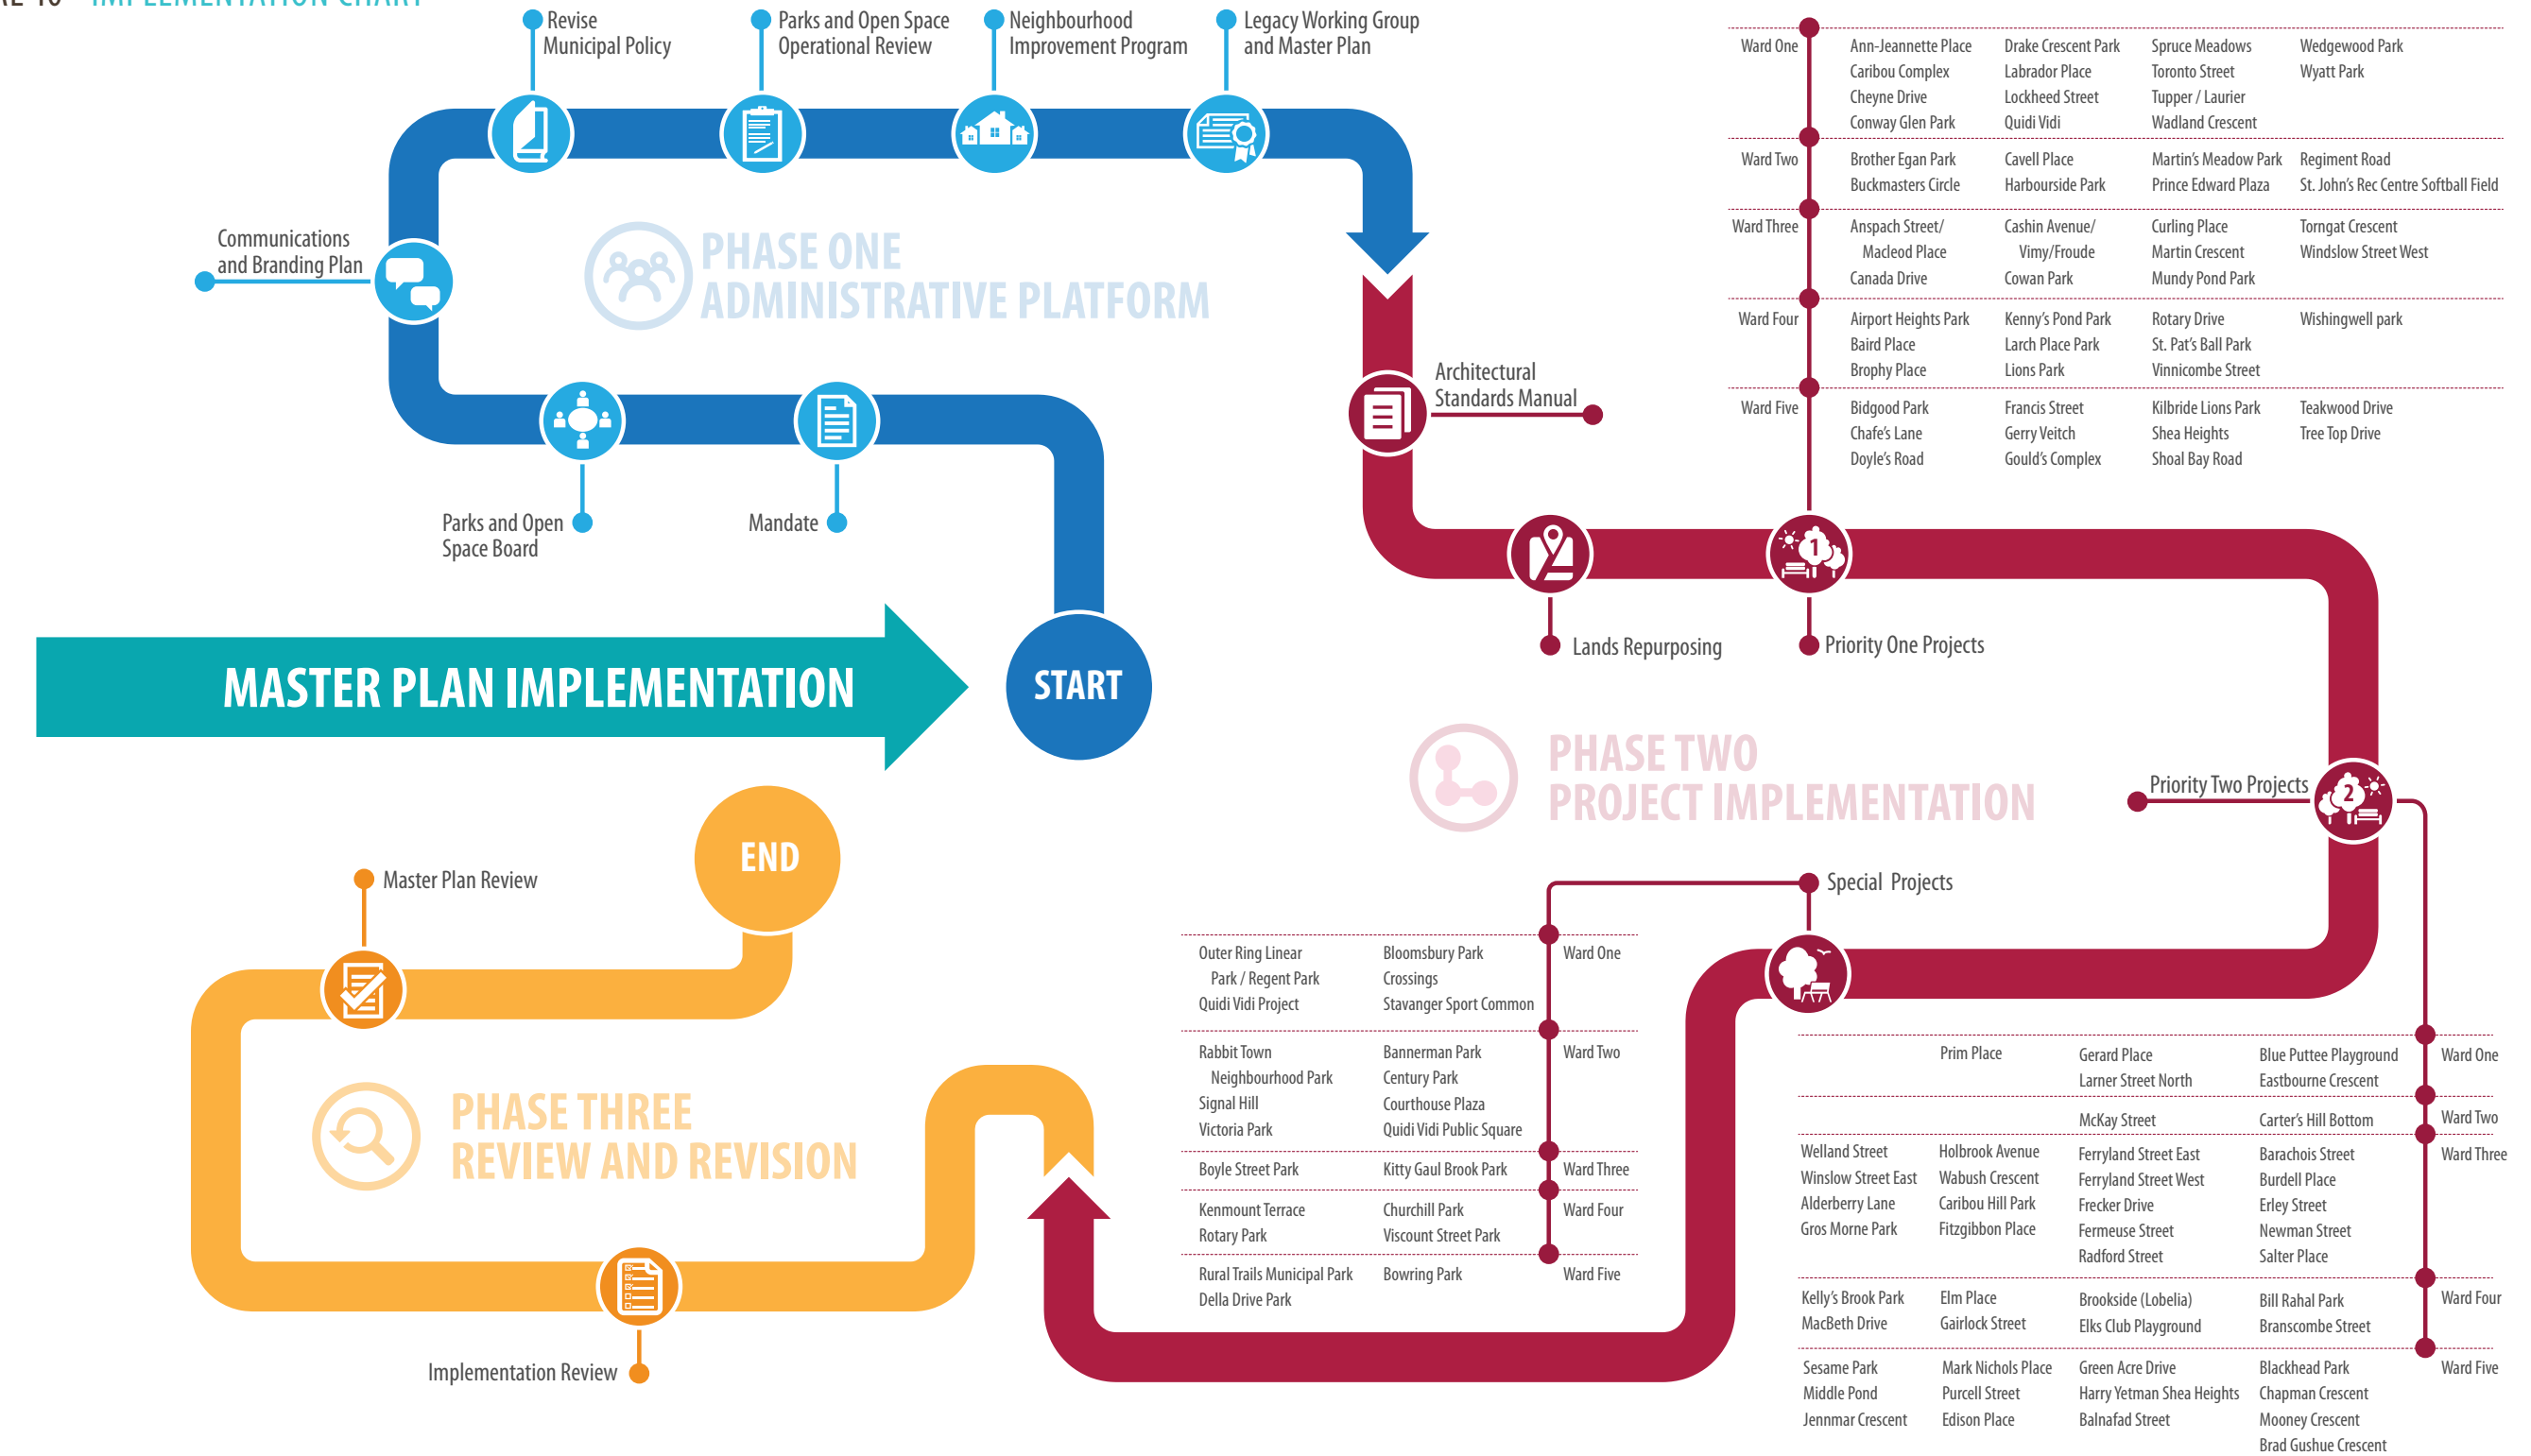 IMPLEMENTATION CHART
Revise
Municipal Policy
Parks and Open Space
Operational Review
Neighbourhood
Improvement Program
Legacy Working Group
and Master Plan
Communications
and Branding Plan
PHASE ONE
ADMINISTRATIVE PLATFORM
Parks and Open
Space Board
Mandate
MASTER PLAN IMPLEMENTATION
START
Architectural
Standards Manual
Lands Repurposing
1
Priority One Projects
Ward One
Ann-Jeannette Place
Caribou Complex
Cheyne Drive
Conway Glen Park
Drake Crescent Park
Labrador Place
Lockheed Street
Quidi Vidi
Spruce Meadows
Toronto Street
Tupper / Laurier
Wadland Crescent
Wedgewood Park
Wyatt Park
Ward Two
Brother Egan Park
Buckmasters Circle
Cavell Place
Harbourside Park
Martin's Meadow Park
Prince Edward Plaza
Regiment Road
St. John's Rec Centre Softball Field
Ward Three
Anspach Street/
Macleod Place
Canada Drive
Cashin Avenue/
Vimy/Froude
Cowan Park
Curling Place
Martin Crescent
Mundy Pond Park
Torngat Crescent
Windslow Street West
Ward Four
Airport Heights Park
Baird Place
Brophy Place
Kenny's Pond Park
Larch Place Park
Lions Park
Rotary Drive
St. Pat's Ball Park
Vinnicombe Street
Wishingwell park
Ward Five
Bidgood Park
Chafe's Lane
Doyle's Road
Francis Street
Gerry Veitch
Gould's Complex
Kilbride Lions Park
Shea Heights
Shoal Bay Road
Teakwood Drive
Tree Top Drive
PHASE TWO
PROJECT IMPLEMENTATION
Priority Two Projects
2
Ward One
Prim Place
Gerard Place
Larner Street North
Blue Puttee Playground
Eastbourne Crescent
Ward Two
McKay Street
Carter's Hill Bottom
Ward Three
Welland Street
Winslow Street East
Alderberry Lane
Gros Morne Park
Holbrook Avenue
Wabush Crescent
Caribou Hill Park
Fitzgibbon Place
Ferryland Street East
Ferryland Street West
Frecker Drive
Fermeuse Street
Radford Street
Barachois Street
Burdell Place
Erley Street
Newman Street
Salter Place
Ward Four
Kelly's Brook Park
MacBeth Drive
Elm Place
Gairlock Street
Brookside (Lobelia)
Elks Club Playground
Bill Rahal Park
Branscombe Street
Ward Five
Sesame Park
Middle Pond
Jennmar Crescent
Mark Nichols Place
Purcell Street
Edison Place
Green Acre Drive
Harry Yetman Shea Heights
Balnafad Street
Blackhead Park
Chapman Crescent
Mooney Crescent
Brad Gushue Crescent
Special Projects
Outer Ring Linear
Park / Regent Park
Quidi Vidi Project
Bloomsbury Park
Crossings
Stavanger Sport Common
Ward One
Rabbit Town
Neighbourhood Park
Signal Hill
Victoria Park
Bannerman Park
Century Park
Courthouse Plaza
Quidi Vidi Public Square
Ward Two
Boyle Street Park
Kitty Gaul Brook Park
Ward Three
Kenmount Terrace
Rotary Park
Churchill Park
Viscount Street Park
Ward Four
Rural Trails Municipal Park
Della Drive Park
Bowring Park
Ward Five
END
Master Plan Review
PHASE THREE
REVIEW AND REVISION
Implementation Review